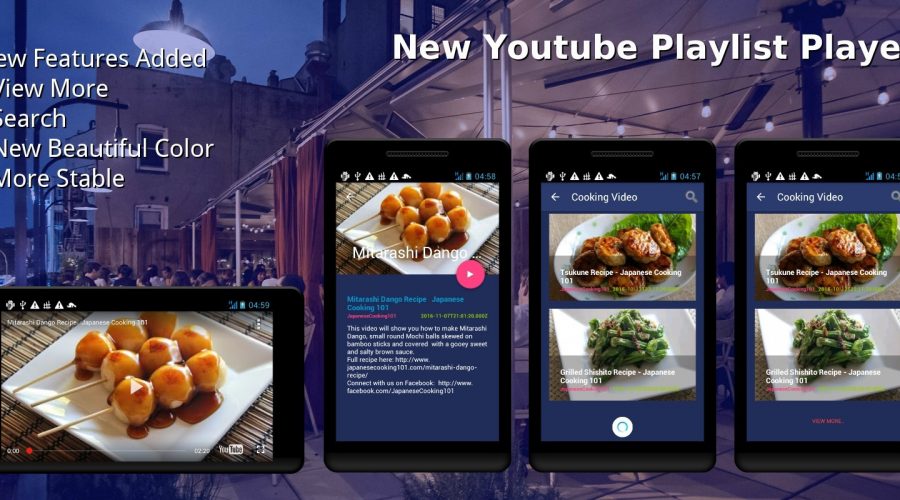 New Youtube Playlist Playe
ew Features Added
View More
Search
New Beautiful Color
More Stable
04:59
Mitarashi Dango Recipe Japanese Cooking 101
0:00
02:20
YouTube
04:58
Mitarashi Dango ...
Mitarashi Dango Recipe Japanese
Cooking 101
JapaneseCooking101
2016-11-07T21:61:26.000Z
This video will show you how to make Mitarashi
Dango, small round Mochi balls skewed on
bamboo sticks and covered with a gooey sweet
and salty brown sauce.
Full recipe here: http://www.
japanesecooking101.com/mitarashi-dango-
recipe/
Connect with us on Facebook: http://www.
facebook.com/JapaneseCooking101
04:57
Cooking Video
Tsukune Recipe - Japanese Cooking
101
JapaneseCooking101
Grilled Shishito Recipe - Japanese
Cooking 101
JapaneseCooking101
Cooking Video
Tsukune Recipe - Japanese Cooking
101
JapaneseCooking101
Grilled Shishito Recipe - Japanese
Cooking 101
JapaneseCooking101
VIEW MORE..